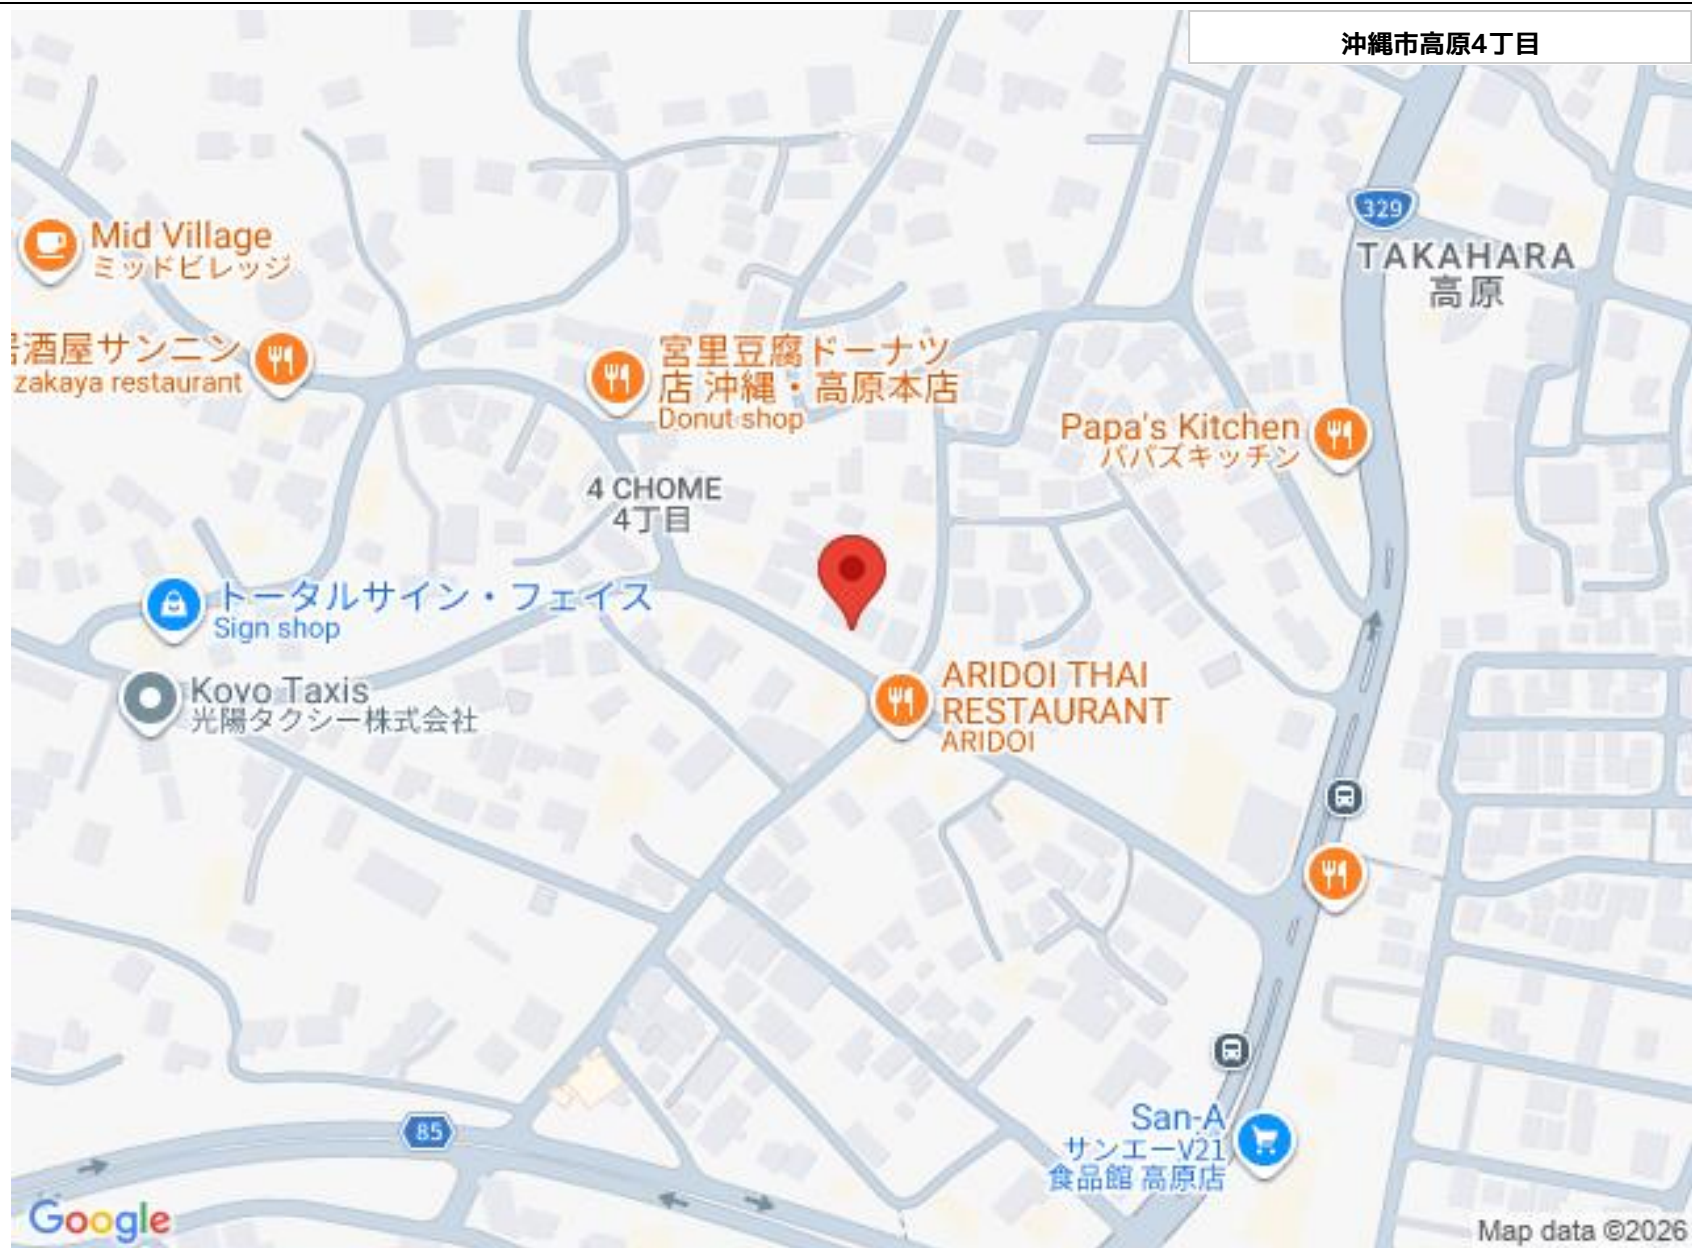 沖縄市高原4丁目
329
TAKAHARA
高原
Mid Village
ミッドビレッジ
酒屋サンニン
zakaya restaurant
宮里豆腐ドーナツ
店 沖縄・高原本店
Donut shop
Papa's Kitchen
パパズキッチン
4 CHOME
4丁目
トータルサイン・フェイス
Sign shop
Koyo Taxis
光陽タクシー株式会社
ARIDOI THAI
RESTAURANT
ARIDOI
85
San-A
サンエーV21
食品館 高原店
Google
Map data ©2026